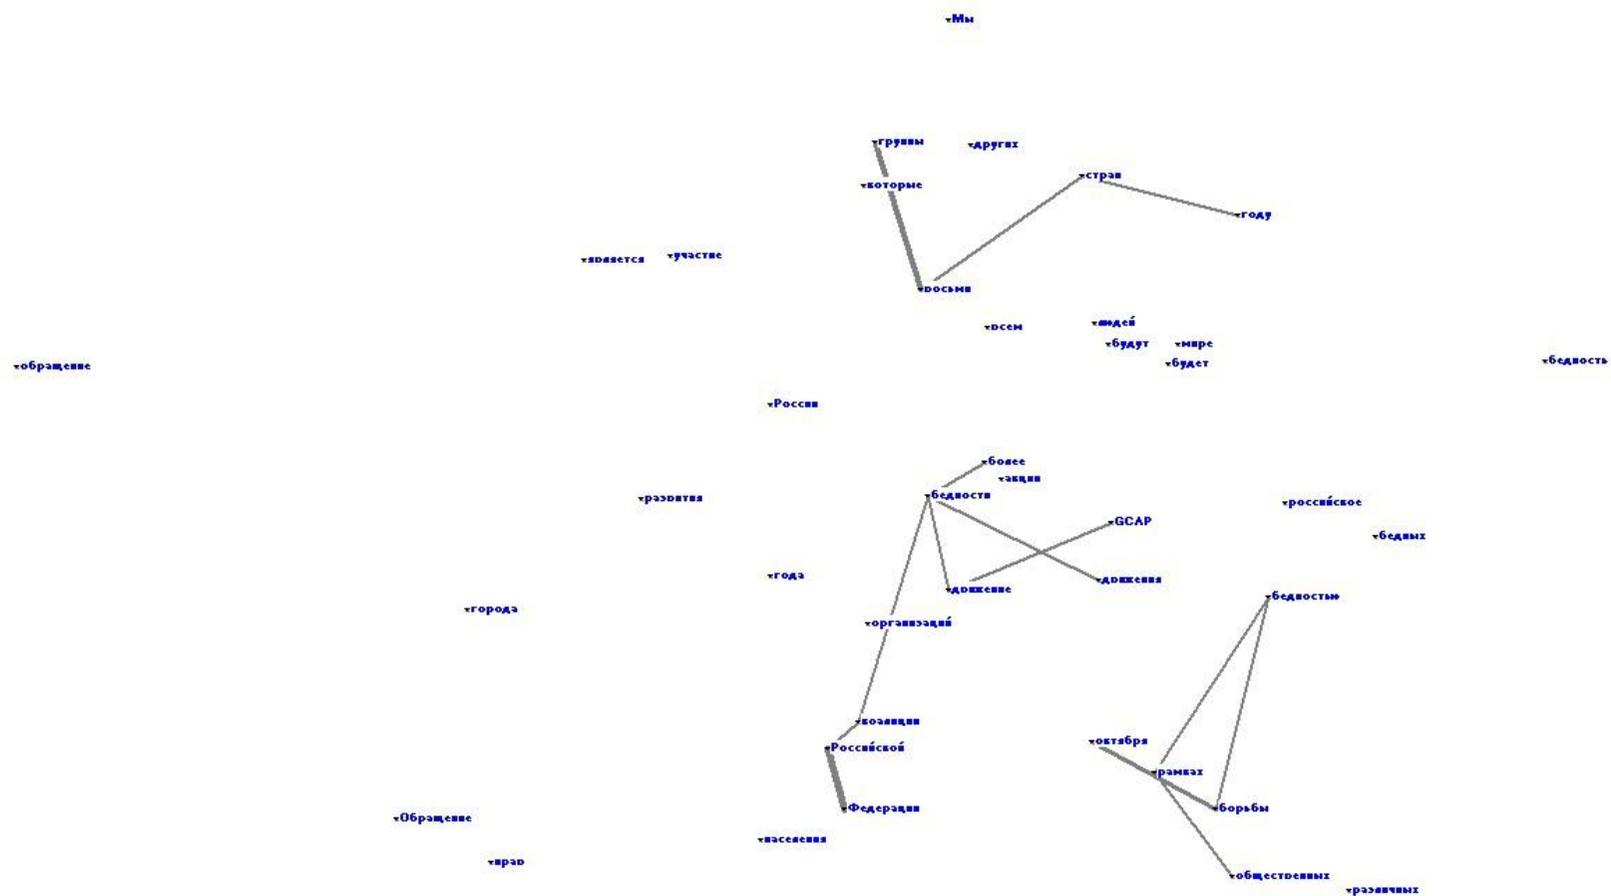 Мы
группы
других
которые
стран
году
является
участие
восьми
всем
людей
будут
мире
будет
обращение
бедность
России
более
акции
бедности
развития
российское
GCAP
бедных
года
движение
движения
бедностью
города
организаций
коалиции
Российской
октября
рамках
Федерации
борьбы
Обращение
населения
прав
общественных
различных